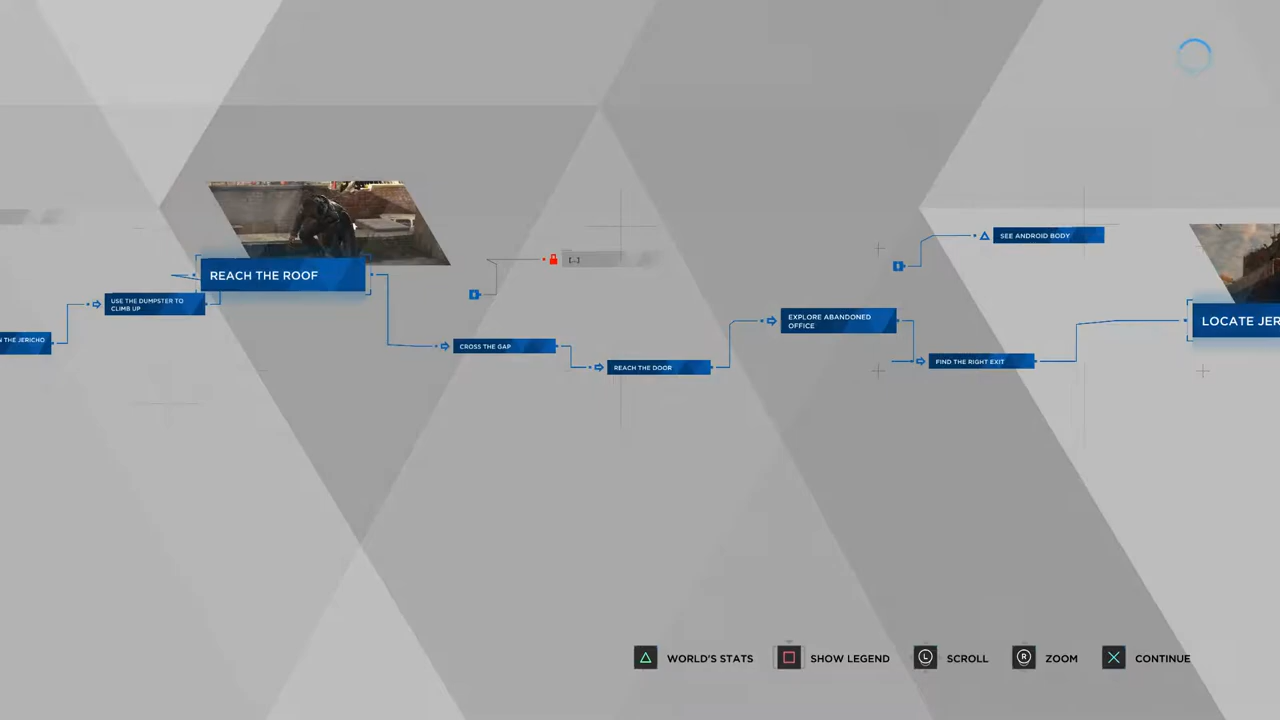 SEE ANDROID BODY
[...]
REACH THE ROOF
USE THE DUMPSTER TO
CLIMB UP
N THE JERICHO
CROSS THE GAP
REACH THE DOOR
EXPLORE ABANDONED
OFFICE
FIND THE RIGHT EXIT
LOCATE JER
WORLD'S STATS
SHOW LEGEND
L
SCROLL
R
ZOOM
CONTINUE